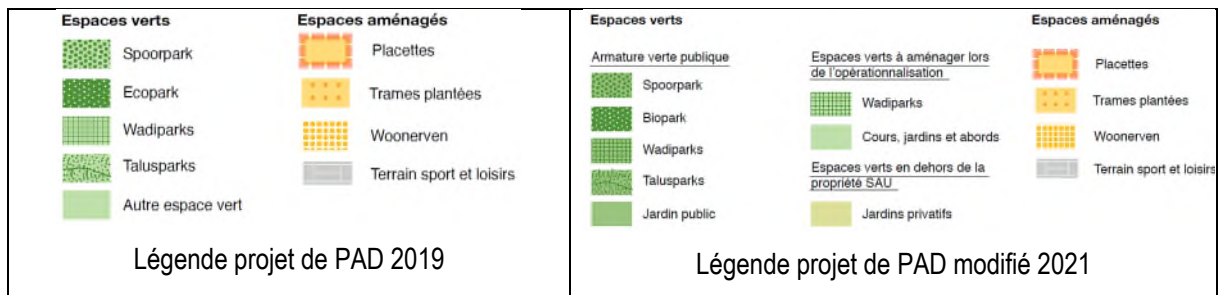 Espaces verts
Spoorpark
Ecopark
Wadiparks
Talusparks
Autre espace vert
Espaces aménagés
Placettes
Trames plantées
Woonerven
Terrain sport et loisirs
Légende projet de PAD 2019
Espaces verts
Armature verte publique
Spoorpark
Biopark
Wadiparks
Talusparks
Jardin public
Espaces verts à aménager lors
de l'opérationnalisation
Wadiparks
Cours, jardins et abords
Espaces verts en dehors de la
propriété SAU
Jardins privatifs
Espaces aménagés
Placettes
Trames plantées
Woonerven
Terrain sport et loisirs
Légende projet de PAD modifié 2021